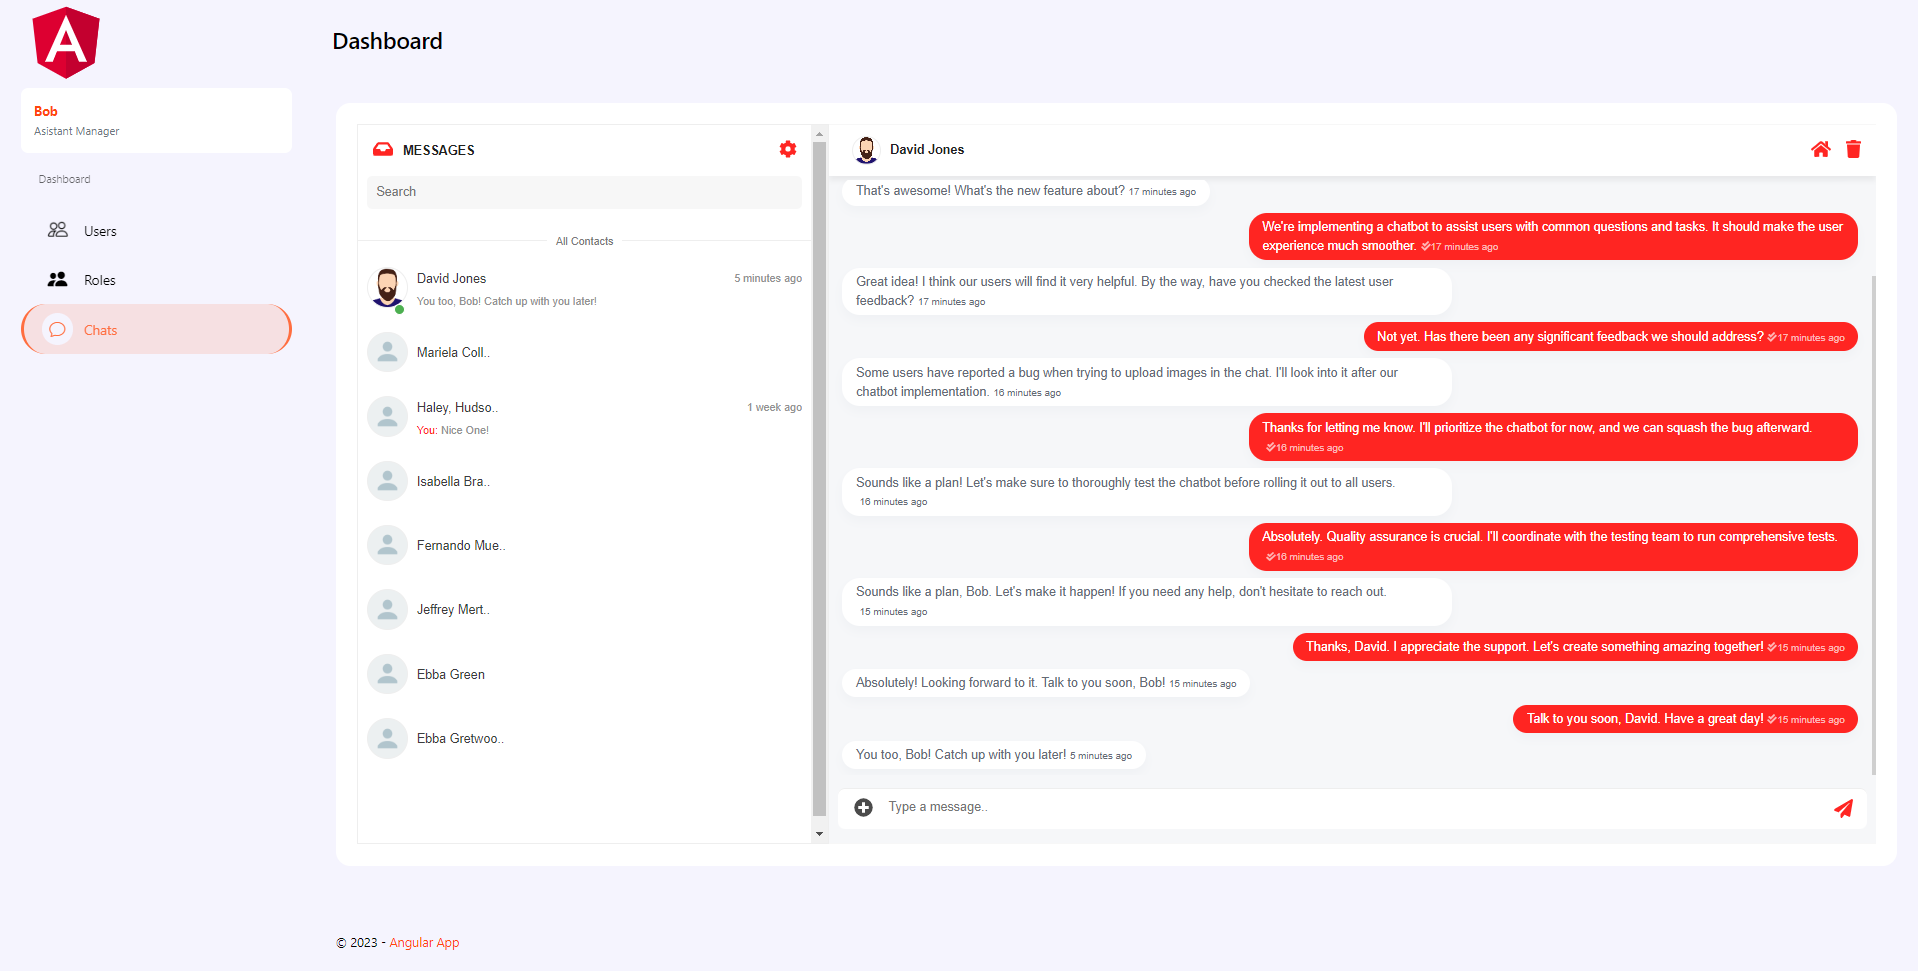 A
Dashboard
Bob
Asistant Manager
Dashboard
Users
Roles
Chats
MESSAGES
Search
All Contacts
David Jones 5 minutes ago
You too, Bob! Catch up with you later!
Mariela Coll..
Haley, Hudso.. 1 week ago
You: Nice One!
Isabella Bra..
Fernando Mue..
Jeffrey Mert..
Ebba Green
Ebba Gretwoo..
David Jones
That's awesome! What's the new feature about? 17 minutes ago
We're implementing a chatbot to assist users with common questions and tasks. It should make the user
experience much smoother. 17 minutes ago
Great idea! I think our users will find it very helpful. By the way, have you checked the latest user
feedback? 17 minutes ago
Not yet. Has there been any significant feedback we should address? 17 minutes ago
Some users have reported a bug when trying to upload images in the chat. I'll look into it after our
chatbot implementation. 16 minutes ago
Thanks for letting me know. I'll prioritize the chatbot for now, and we can squash the bug afterward.
16 minutes ago
Sounds like a plan! Let's make sure to thoroughly test the chatbot before rolling it out to all users.
16 minutes ago
Absolutely. Quality assurance is crucial. I'll coordinate with the testing team to run comprehensive tests.
16 minutes ago
Sounds like a plan, Bob. Let's make it happen! If you need any help, don't hesitate to reach out.
15 minutes ago
Thanks, David. I appreciate the support. Let's create something amazing together! 15 minutes ago
Absolutely! Looking forward to it. Talk to you soon, Bob! 15 minutes ago
Talk to you soon, David. Have a great day! 15 minutes ago
You too, Bob! Catch up with you later! 5 minutes ago
Type a message..
© 2023 - Angular App